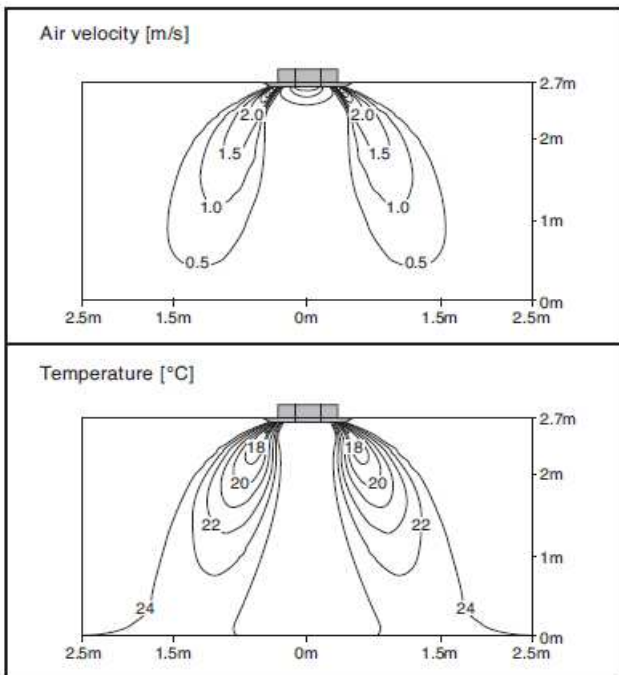 Air velocity [m/s]
2.7m
2.0 2.0
2m
1.5 1.5
1.0 1.0
1m
0.5 0.5
0m
2.5m 1.5m 0m 1.5m 2.5m
Temperature [°C]
2.7m
18 18
2m
20 20
22 22
1m
24 24
0m
2.5m 1.5m 0m 1.5m 2.5m